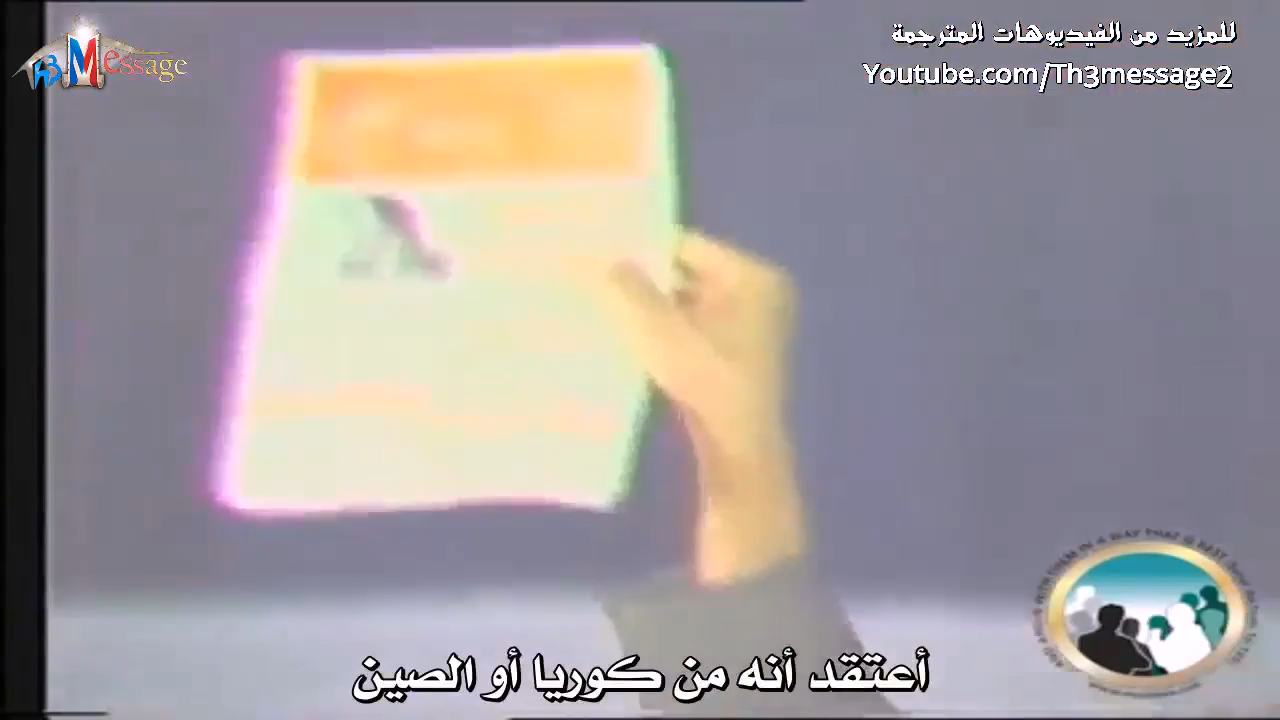 Message
للمزيد من الفيديوهات المترجمة
Youtube.com/Th3message2
أعتقد أنه من كوريا أو الصين